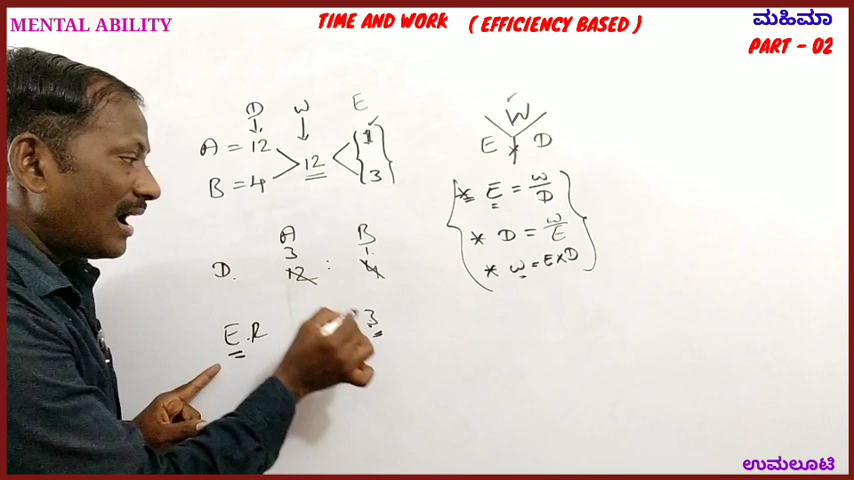 MENTAL ABILITY
TIME AND WORK ( EFFICIENCY BASED )
ಮಹಿಮಾ
PART - 02
D W E
A = 12
B = 4
12
1
3
W
E * D
* E = W/D
* D = W/E
* W = E×D
A B
3 1
D. 12 : 4
E.R 3
ಉಮಲೂಟಿ